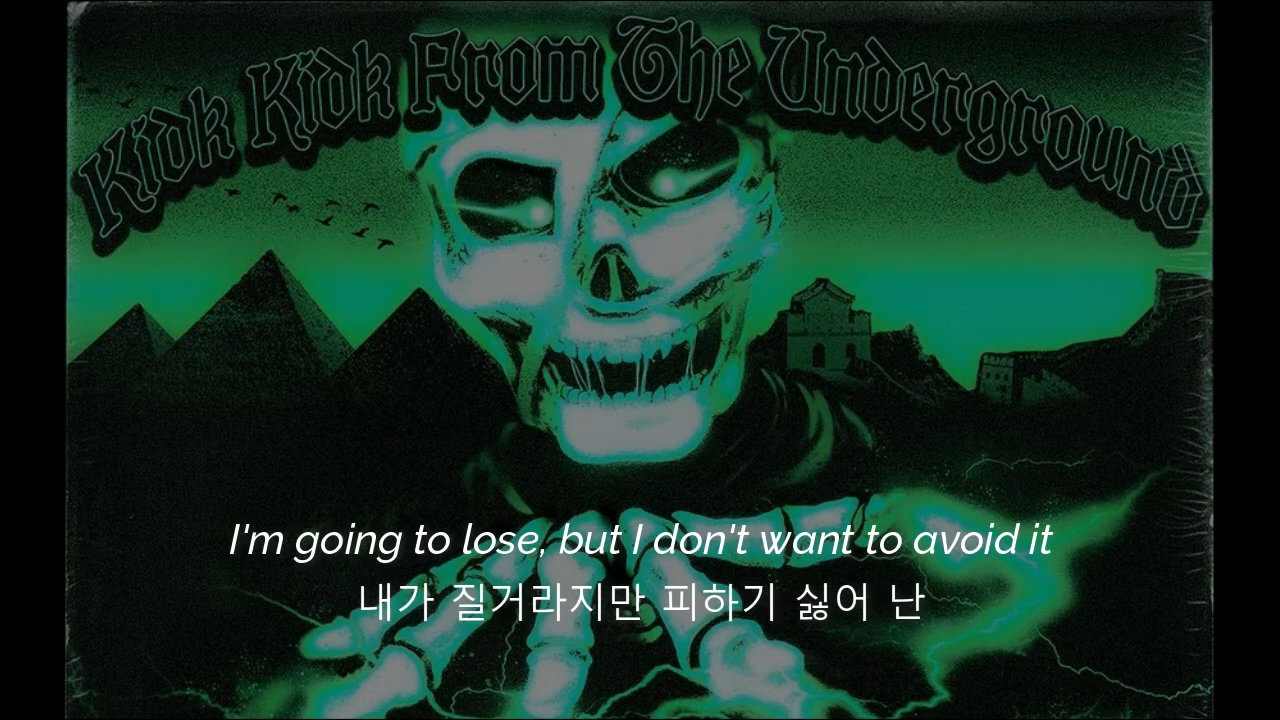 Kidk Kidk From The Underground
I'm going to lose, but I don't want to avoid it
내가 질거라지만 피하기 싫어 난